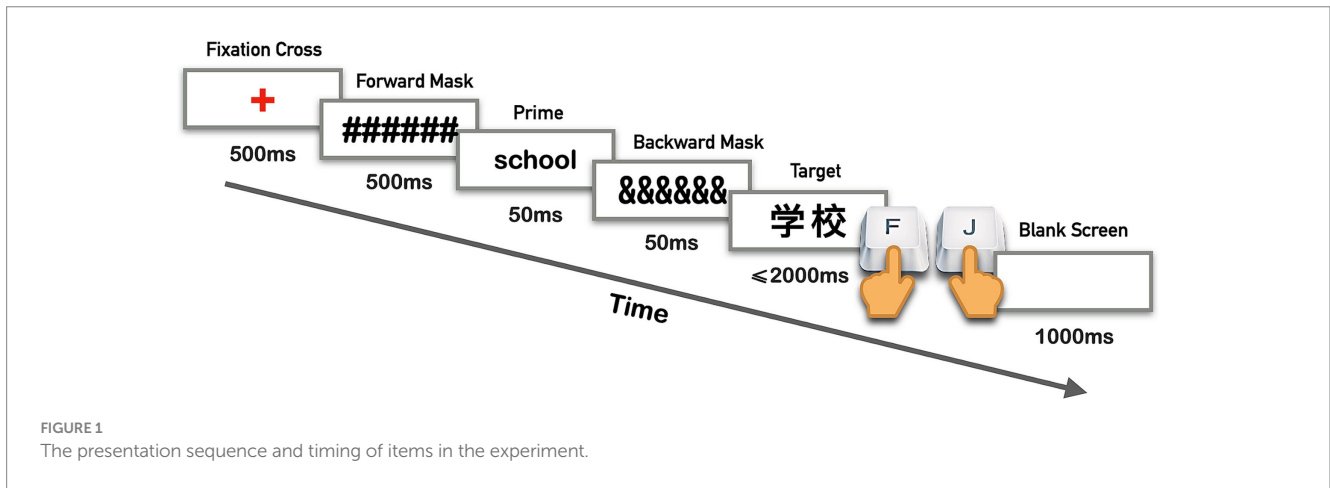 Fixation Cross
+
500ms
Forward Mask
######
500ms
Prime
school
50ms
Backward Mask
&&&&&&
50ms
Target
学校
≤2000ms
F
J
Blank Screen
1000ms
Time
FIGURE 1
The presentation sequence and timing of items in the experiment.